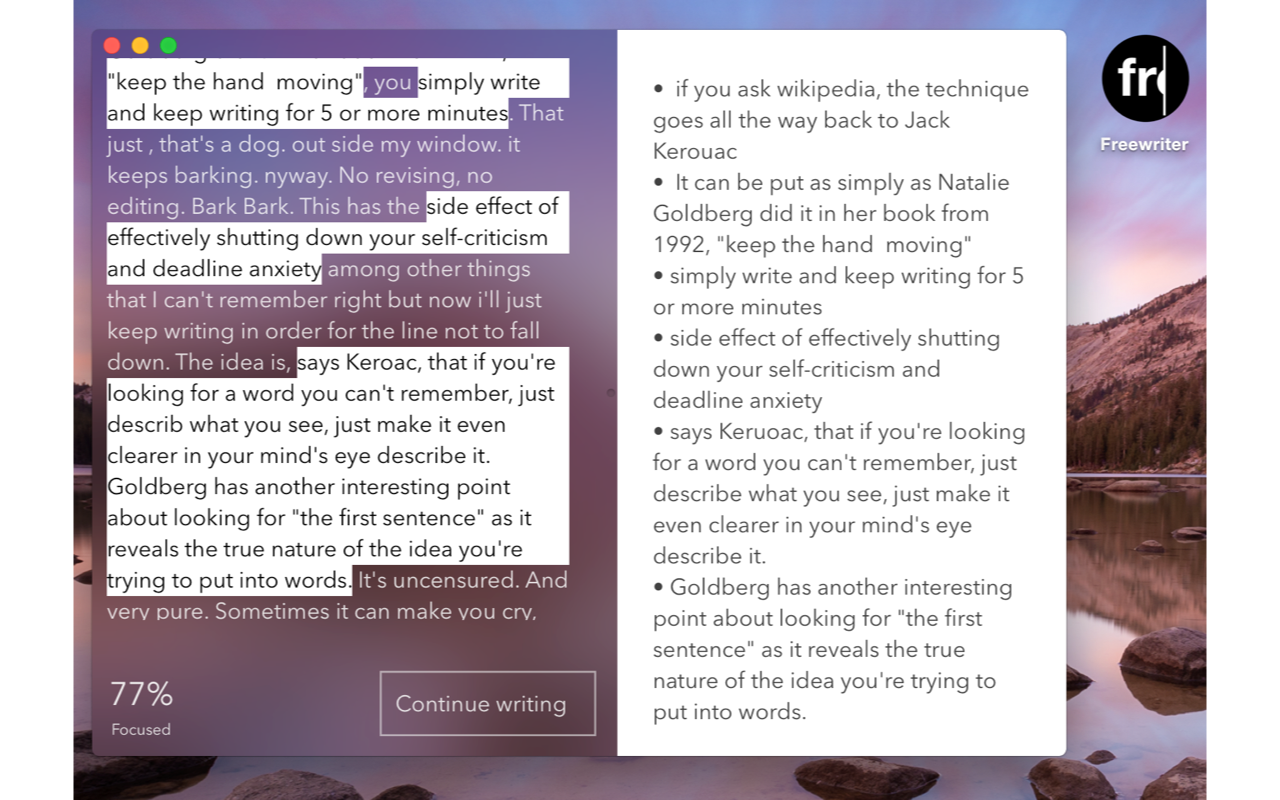 "keep the hand  moving", you simply write
and keep writing for 5 or more minutes. That
just , that's a dog. out side my window. it
keeps barking. nyway. No revising, no
editing. Bark Bark. This has the side effect of
effectively shutting down your self-criticism
and deadline anxiety among other things
that I can't remember right but now i'll just
keep writing in order for the line not to fall
down. The idea is, says Keroac, that if you're
looking for a word you can't remember, just
describ what you see, just make it even
clearer in your mind's eye describe it.
Goldberg has another interesting point
about looking for "the first sentence" as it
reveals the true nature of the idea you're
trying to put into words. It's uncensured. And
very pure. Sometimes it can make you cry,
77%
Focused
Continue writing
•  if you ask wikipedia, the technique
goes all the way back to Jack
Kerouac
•  It can be put as simply as Natalie
Goldberg did it in her book from
1992, "keep the hand  moving"
• simply write and keep writing for 5
or more minutes
• side effect of effectively shutting
down your self-criticism and
deadline anxiety
• says Keruoac, that if you're looking
for a word you can't remember, just
describe what you see, just make it
even clearer in your mind's eye
describe it.
• Goldberg has another interesting
point about looking for "the first
sentence" as it reveals the true
nature of the idea you're trying to
put into words.
fre
Freewriter